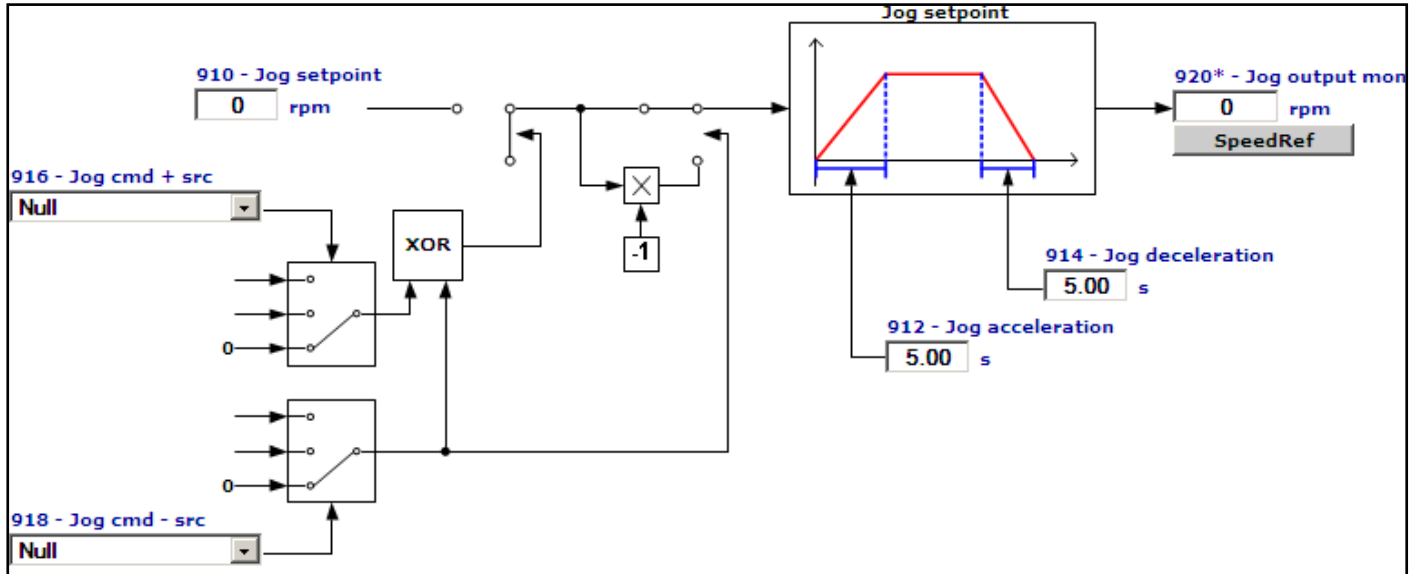 Jog setpoint
910 - Jog setpoint
0 rpm
920* - Jog output mon
0 rpm
SpeedRef
916 - Jog cmd + src
Null
XOR
-1
0
914 - Jog deceleration
5.00 s
912 - Jog acceleration
5.00 s
0
918 - Jog cmd - src
Null